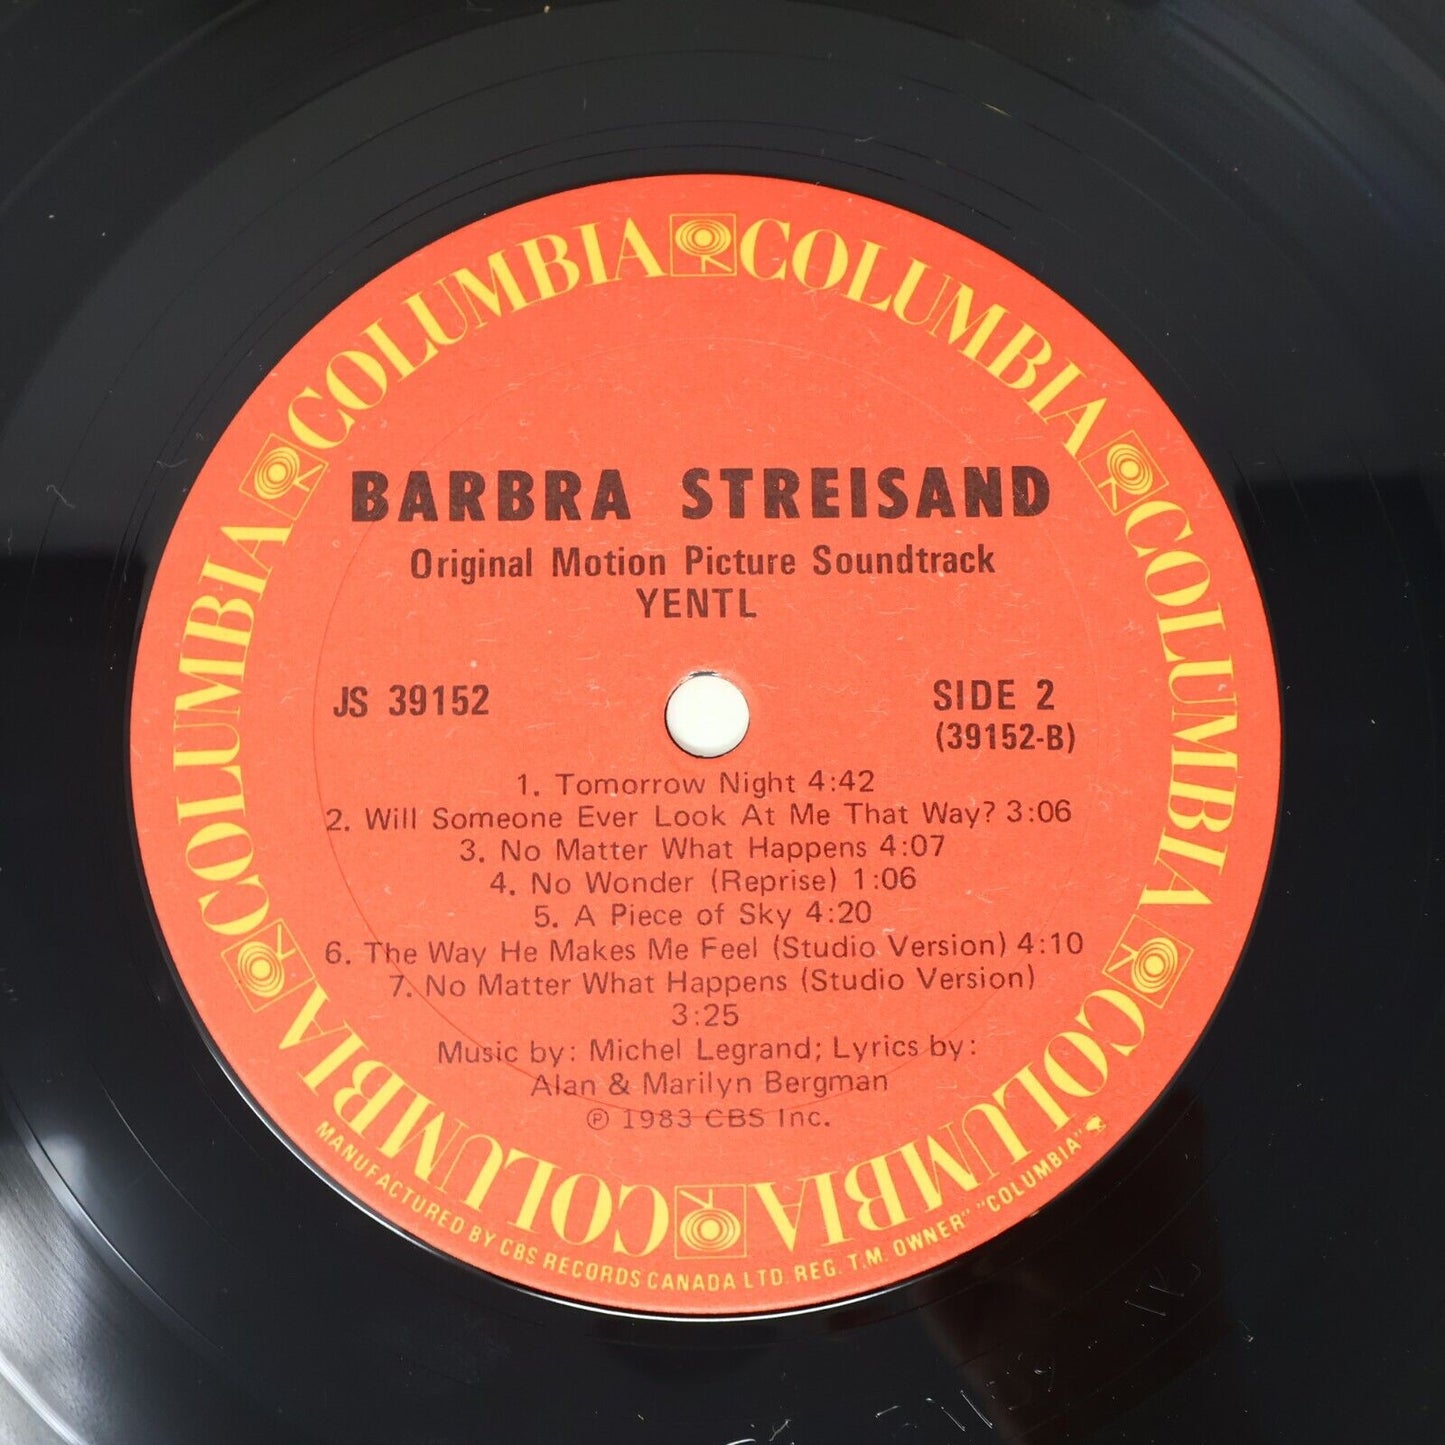 COLUMBIA COLUMBIA COLUMBIA COLUMBIA COLUMBIA COLUMBIA COLUMBIA COLUMBIA
BARBRA STREISAND
Original Motion Picture Soundtrack
YENTL
JS 39152
SIDE 2
(39152-B)
1. Tomorrow Night 4:42
2. Will Someone Ever Look At Me That Way? 3:06
3. No Matter What Happens 4:07
4. No Wonder (Reprise) 1:06
5. A Piece of Sky 4:20
6. The Way He Makes Me Feel (Studio Version) 4:10
7. No Matter What Happens (Studio Version)
3:25
Music by: Michel Legrand; Lyrics by:
Alan & Marilyn Bergman
℗ 1983 CBS Inc.
MANUFACTURED BY CBS RECORDS CANADA LTD. REG. T.M. OWNER" "COLUMBIA"